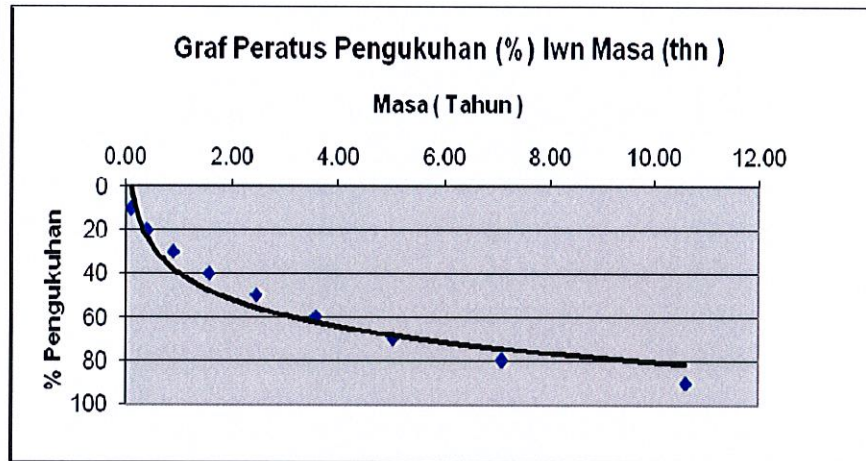 Graf Peratus Pengukuhan (%) lwn Masa (thn )
Masa ( Tahun )
0.00 2.00 4.00 6.00 8.00 10.00 12.00
% Pengukuhan
0
20
40
60
80
100